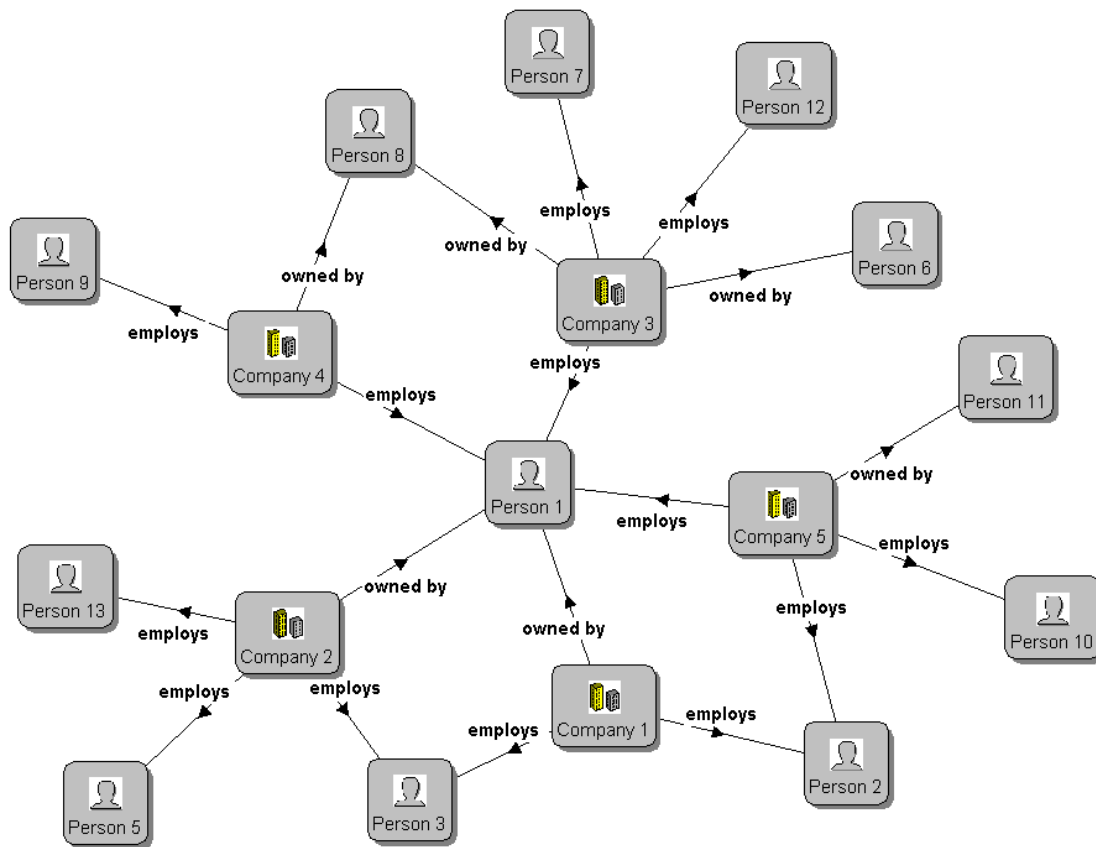 Person 7
Person 12
Person 8
employs
employs
owned by
Person 6
Person 9
owned by
owned by
employs
Company 3
Company 4
employs
employs
Person 11
owned by
Person 1
employs
Company 5
employs
Person 13
owned by
employs
employs
owned by
Company 2
Person 10
employs
employs
employs
employs
Company 1
Person 2
Person 5
Person 3